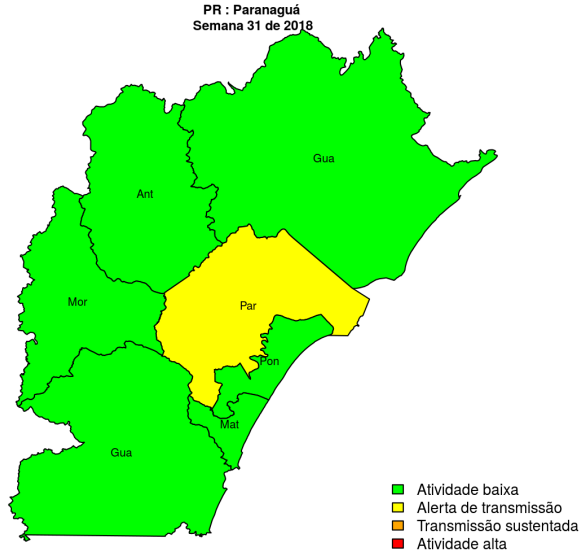 PR : Paranaguá
Semana 31 de 2018
Gua
Ant
Mor
Par
Pon
Mat
Gua
Atividade baixa
Alerta de transmissão
Transmissão sustentada
Atividade alta